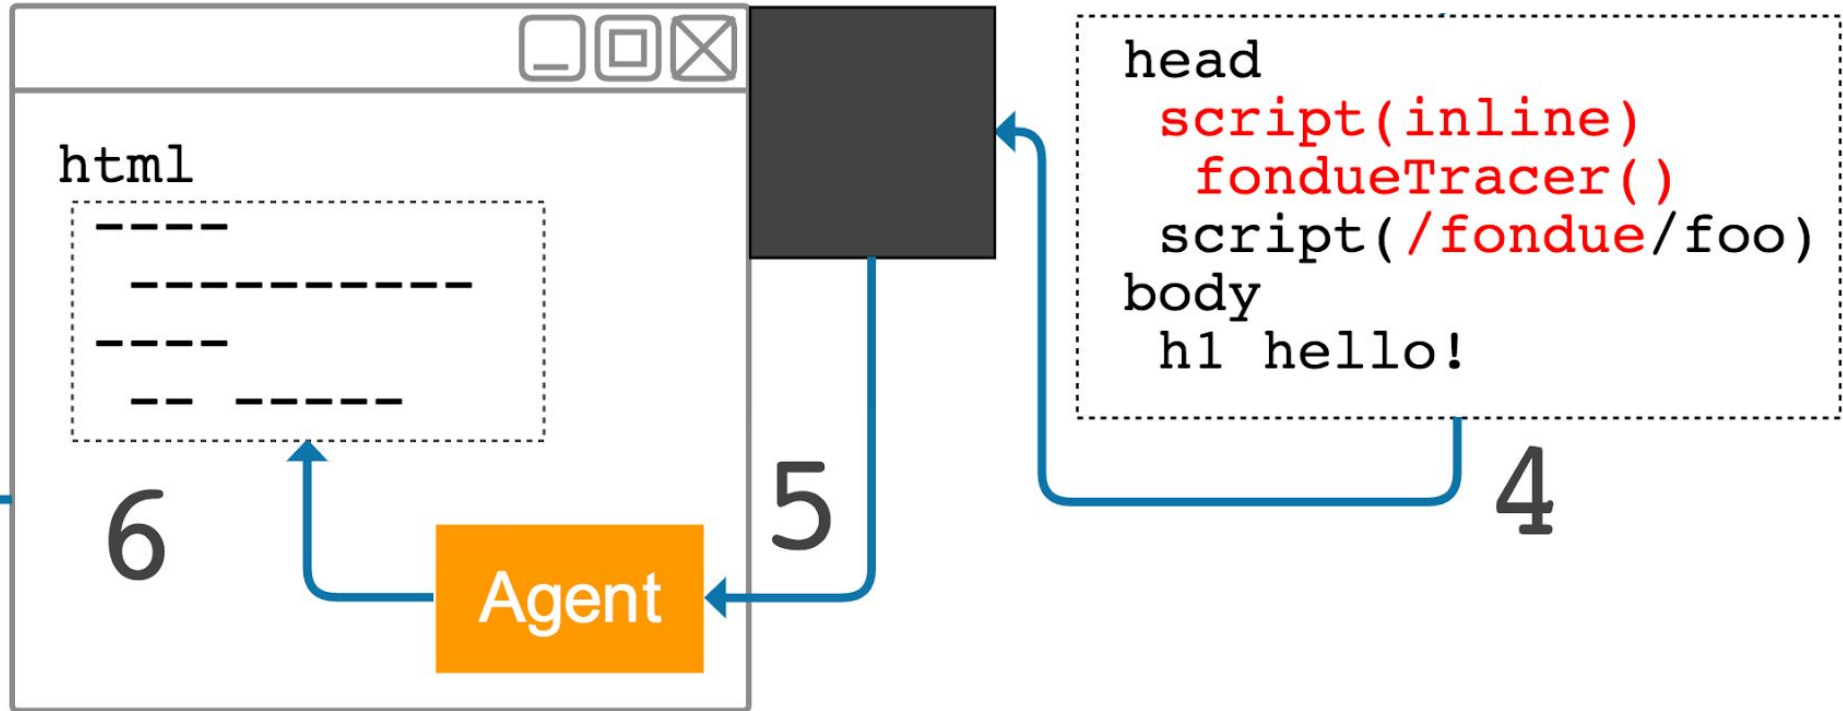 html
----
----------
----
-- -----
6
Agent
5
head
script(inline)
fondueTracer()
script(/fondue/foo)
body
h1 hello!
4